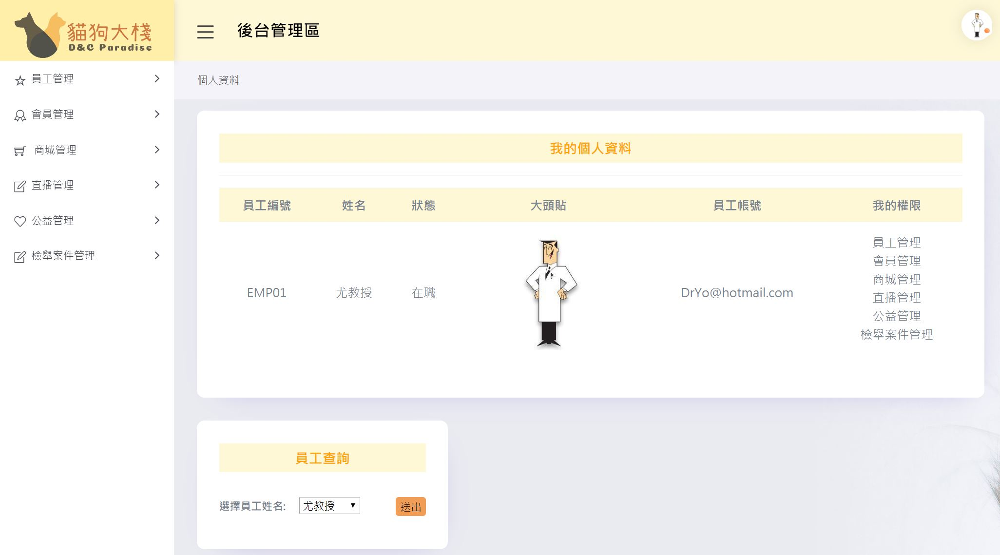 貓狗大棧
D&C Paradise
後台管理區
員工管理
會員管理
商城管理
直播管理
公益管理
檢舉案件管理
個人資料
我的個人資料
員工編號 姓名 狀態 大頭貼 員工帳號 我的權限
EMP01 尤教授 在職 DrYo@hotmail.com
員工管理
會員管理
商城管理
直播管理
公益管理
檢舉案件管理
員工查詢
選擇員工姓名: 尤教授 送出